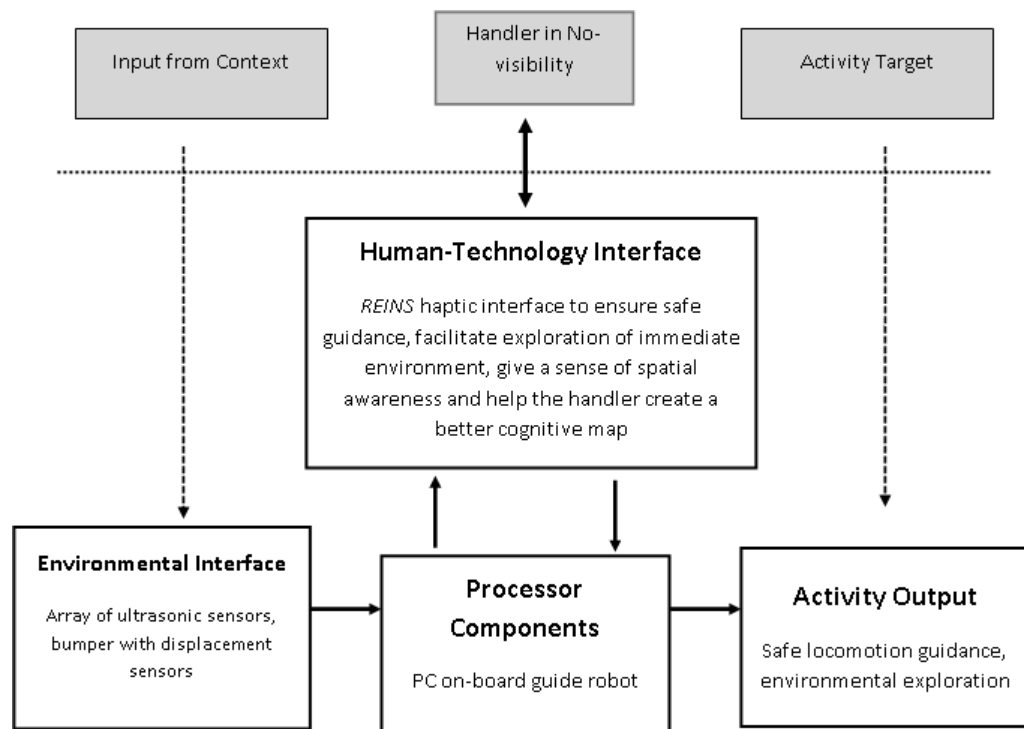 Input from Context
Handler in No-
visibility
Activity Target
Human-Technology Interface
REINS haptic interface to ensure safe
guidance, facilitate exploration of immediate
environment, give a sense of spatial
awareness and help the handler create a
better cognitive map
Environmental Interface
Array of ultrasonic sensors,
bumper with displacement
sensors
Processor
Components
PC on-board guide robot
Activity Output
Safe locomotion guidance,
environmental exploration